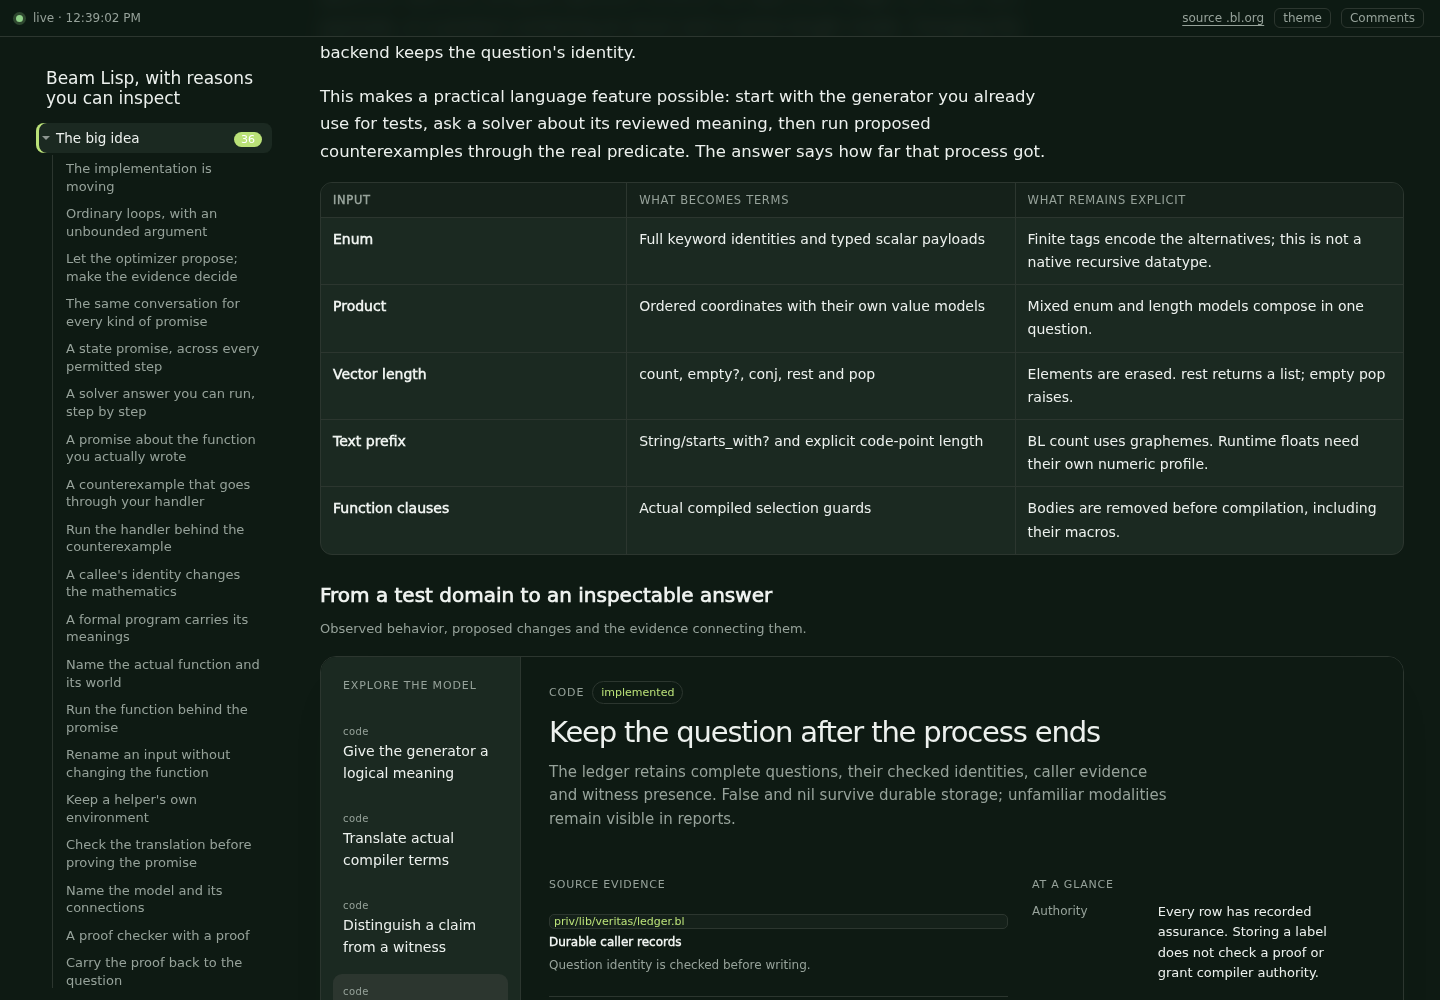 live · 12:39:02 PM
source .bl.org
theme
Comments
Beam Lisp, with reasons
you can inspect
The big idea
36
The implementation is
moving
Ordinary loops, with an
unbounded argument
Let the optimizer propose;
make the evidence decide
The same conversation for
every kind of promise
A state promise, across every
permitted step
A solver answer you can run,
step by step
A promise about the function
you actually wrote
A counterexample that goes
through your handler
Run the handler behind the
counterexample
A callee's identity changes
the mathematics
A formal program carries its
meanings
Name the actual function and
its world
Run the function behind the
promise
Rename an input without
changing the function
Keep a helper's own
environment
Check the translation before
proving the promise
Name the model and its
connections
A proof checker with a proof
Carry the proof back to the
question
backend keeps the question's identity.
This makes a practical language feature possible: start with the generator you already
use for tests, ask a solver about its reviewed meaning, then run proposed
counterexamples through the real predicate. The answer says how far that process got.
INPUT
WHAT BECOMES TERMS
WHAT REMAINS EXPLICIT
Enum
Full keyword identities and typed scalar payloads
Finite tags encode the alternatives; this is not a
native recursive datatype.
Product
Ordered coordinates with their own value models
Mixed enum and length models compose in one
question.
Vector length
count, empty?, conj, rest and pop
Elements are erased. rest returns a list; empty pop
raises.
Text prefix
String/starts_with? and explicit code-point length
BL count uses graphemes. Runtime floats need
their own numeric profile.
Function clauses
Actual compiled selection guards
Bodies are removed before compilation, including
their macros.
From a test domain to an inspectable answer
Observed behavior, proposed changes and the evidence connecting them.
EXPLORE THE MODEL
code
Give the generator a
logical meaning
code
Translate actual
compiler terms
code
Distinguish a claim
from a witness
code
CODE
implemented
Keep the question after the process ends
The ledger retains complete questions, their checked identities, caller evidence
and witness presence. False and nil survive durable storage; unfamiliar modalities
remain visible in reports.
SOURCE EVIDENCE
priv/lib/veritas/ledger.bl
Durable caller records
Question identity is checked before writing.
AT A GLANCE
Authority
Every row has recorded
assurance. Storing a label
does not check a proof or
grant compiler authority.